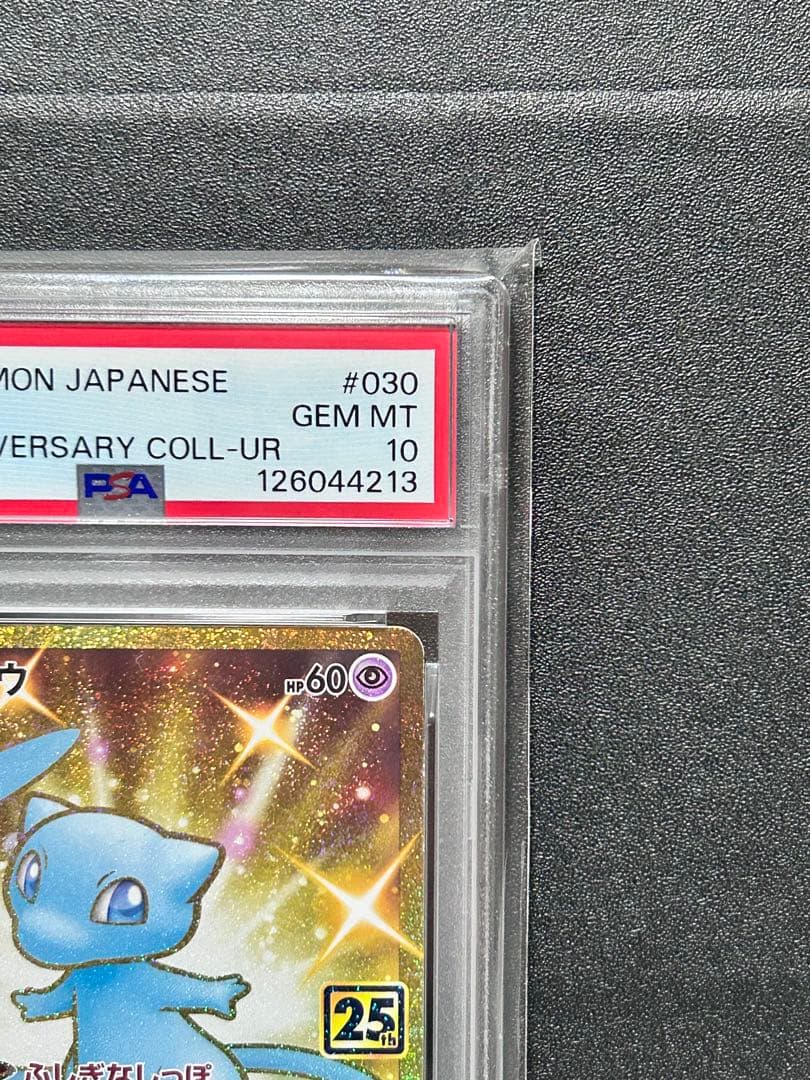 MON JAPANESE #030
GEM MT
VERSARY COLL-UR 10
PSA 126044213
ウ HP60
25th
ふしぎなしっぽ